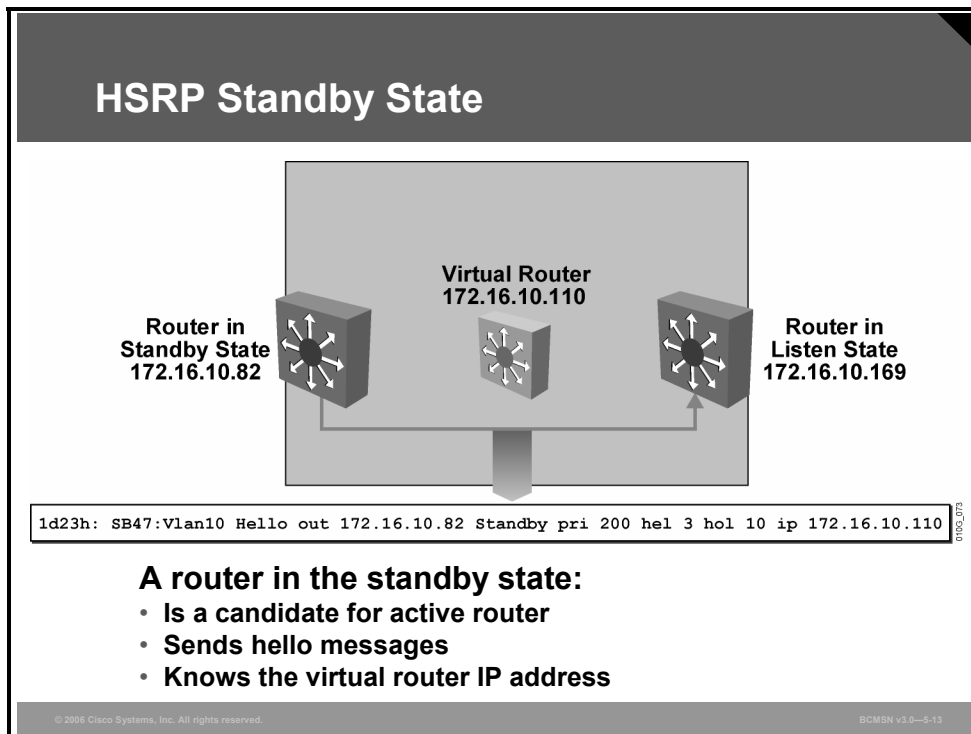 HSRP Standby State
Virtual Router
172.16.10.110
Router in
Standby State
172.16.10.82
Router in
Listen State
172.16.10.169
1d23h: SB47:Vlan10 Hello out 172.16.10.82 Standby pri 200 hel 3 hol 10 ip 172.16.10.110
010G_073
A router in the standby state:
• Is a candidate for active router
• Sends hello messages
• Knows the virtual router IP address
© 2006 Cisco Systems, Inc. All rights reserved.
BCMSN v3.0—5-13